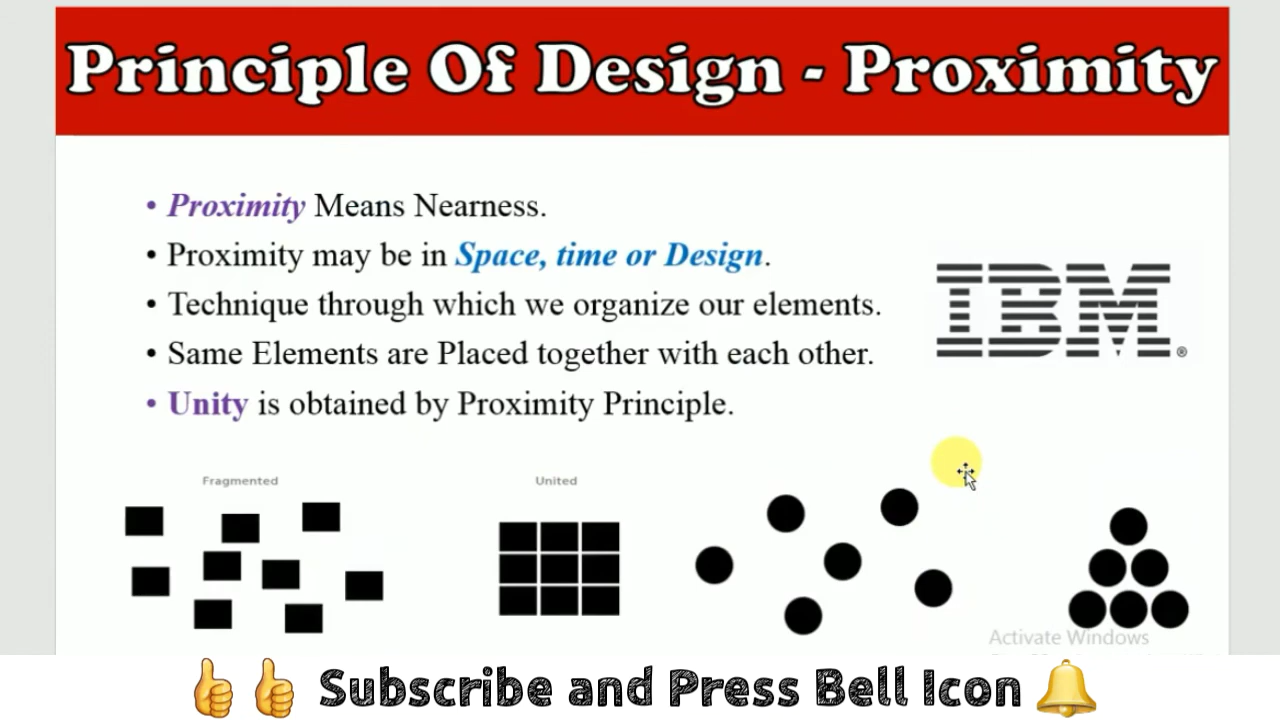 Principle Of Design - Proximity
• Proximity Means Nearness.
• Proximity may be in Space, time or Design.
• Technique through which we organize our elements.
• Same Elements are Placed together with each other.
• Unity is obtained by Proximity Principle.
IBM®
Fragmented
United
Activate Windows
👍👍 Subscribe and Press Bell Icon 🔔